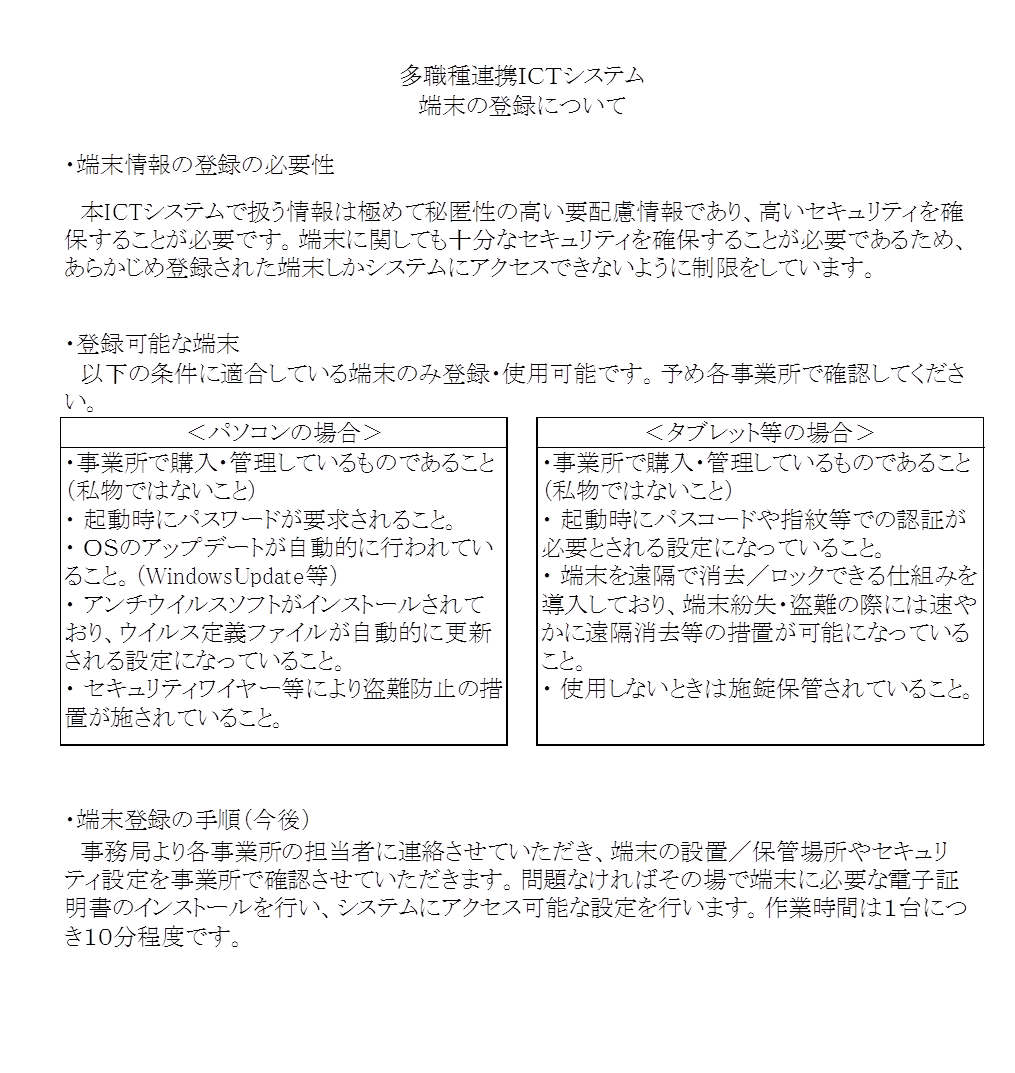 多職種連携ICTシステム
端末の登録について
・端末情報の登録の必要性
本ICTシステムで扱う情報は極めて秘匿性の高い要配慮情報であり、高いセキュリティを確
保することが必要です。端末に関しても十分なセキュリティを確保することが必要であるため、
あらかじめ登録された端末しかシステムにアクセスできないように制限をしています。
・登録可能な端末
以下の条件に適合している端末のみ登録・使用可能です。予め各事業所で確認してくださ
い。
＜パソコンの場合＞
・事業所で購入・管理しているものであること
（私物ではないこと）
・ 起動時にパスワードが要求されること。
・ OSのアップデートが自動的に行われてい
ること。（WindowsUpdate等）
・ アンチウイルスソフトがインストールされて
おり、ウイルス定義ファイルが自動的に更新
される設定になっていること。
・ セキュリティワイヤー等により盗難防止の措
置が施されていること。
＜タブレット等の場合＞
・事業所で購入・管理しているものであること
（私物ではないこと）
・ 起動時にパスコードや指紋等での認証が
必要とされる設定になっていること。
・ 端末を遠隔で消去／ロックできる仕組みを
導入しており、端末紛失・盗難の際には速や
かに遠隔消去等の措置が可能になっている
こと。
・ 使用しないときは施錠保管されていること。
・端末登録の手順（今後）
事務局より各事業所の担当者に連絡させていただき、端末の設置／保管場所やセキュリ
ティ設定を事業所で確認させていただきます。問題なければその場で端末に必要な電子証
明書のインストールを行い、システムにアクセス可能な設定を行います。作業時間は１台につ
き１０分程度です。